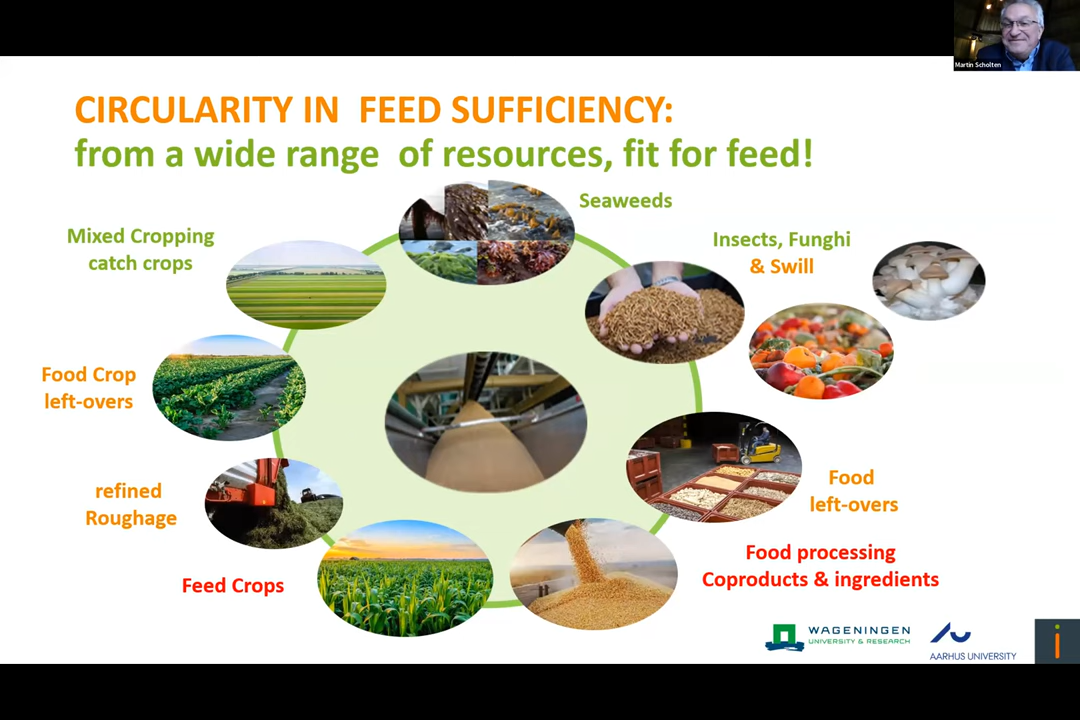 Martin Scholten
CIRCULARITY IN FEED SUFFICIENCY:
from a wide range of resources, fit for feed!
Seaweeds
Mixed Cropping
catch crops
Insects, Funghi
& Swill
Food Crop
left-overs
refined
Roughage
Food
left-overs
Feed Crops
Food processing
Coproducts & ingredients
WAGENINGEN
UNIVERSITY & RESEARCH
AARHUS UNIVERSITY
i